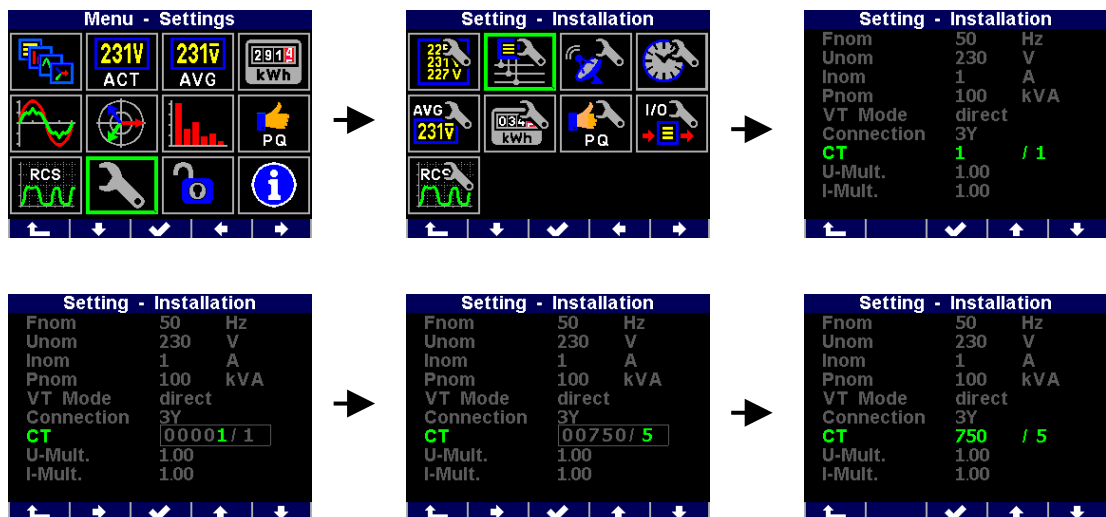 Menu - Settings
231V
ACT
231V
AVG
2914
kWh
PQ
RCS
i
Setting - Installation
225
231V
227V
AVG
231V
034
kWh
PQ
I/O
RCS
Setting - Installation
Fnom 50 Hz
Unom 230 V
Inom 1 A
Pnom 100 kVA
VT Mode direct
Connection 3Y
CT 1 / 1
U-Mult. 1.00
I-Mult. 1.00
Setting - Installation
Fnom 50 Hz
Unom 230 V
Inom 1 A
Pnom 100 kVA
VT Mode direct
Connection 3Y
CT 00001/ 1
U-Mult. 1.00
I-Mult. 1.00
Setting - Installation
Fnom 50 Hz
Unom 230 V
Inom 1 A
Pnom 100 kVA
VT Mode direct
Connection 3Y
CT 00750/ 5
U-Mult. 1.00
I-Mult. 1.00
Setting - Installation
Fnom 50 Hz
Unom 230 V
Inom 1 A
Pnom 100 kVA
VT Mode direct
Connection 3Y
CT 750 / 5
U-Mult. 1.00
I-Mult. 1.00